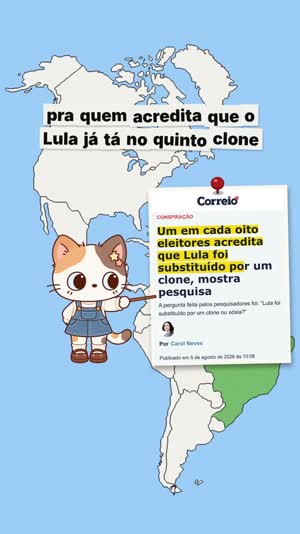 pra quem acredita que o
Lula já tá no quinto clone
Correio
CONSPIRAÇÃO
Um em cada oito
eleitores acredita
que Lula foi
substituído por um
clone, mostra
pesquisa
A pergunta feita pelos pesquisadores foi: "Lula foi
substituído por um clone ou sósia?"
Por Carol Neves
Publicado em 5 de agosto de 2026 às 10:08